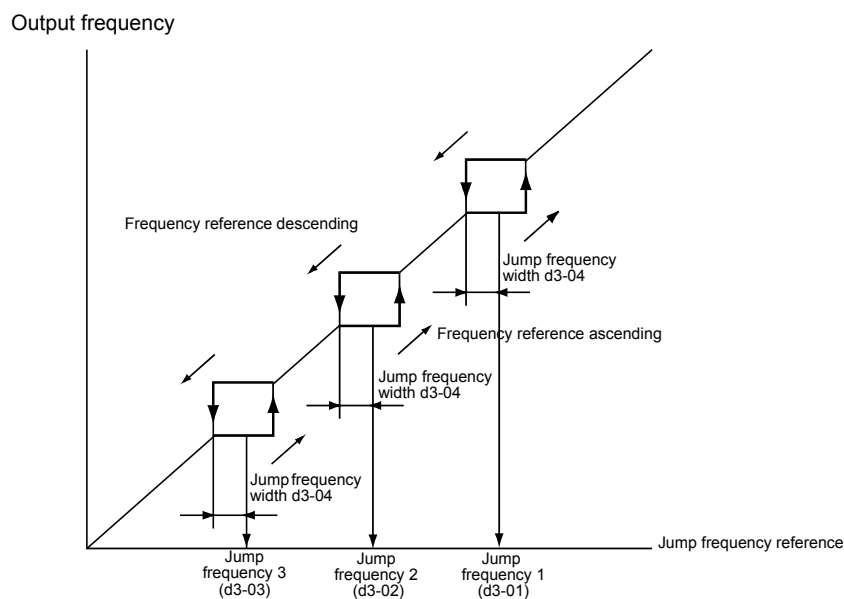 Output frequency
Frequency reference descending
Jump frequency
width d3-04
Frequency reference ascending
Jump frequency
width d3-04
Jump frequency
width d3-04
Jump frequency reference
Jump
frequency 3
(d3-03)
Jump
frequency 2
(d3-02)
Jump
frequency 1
(d3-01)